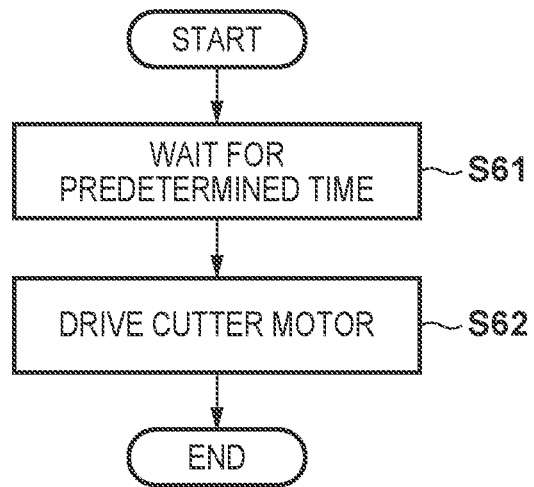 START
WAIT FOR
PREDETERMINED TIME
S61
DRIVE CUTTER MOTOR
S62
END